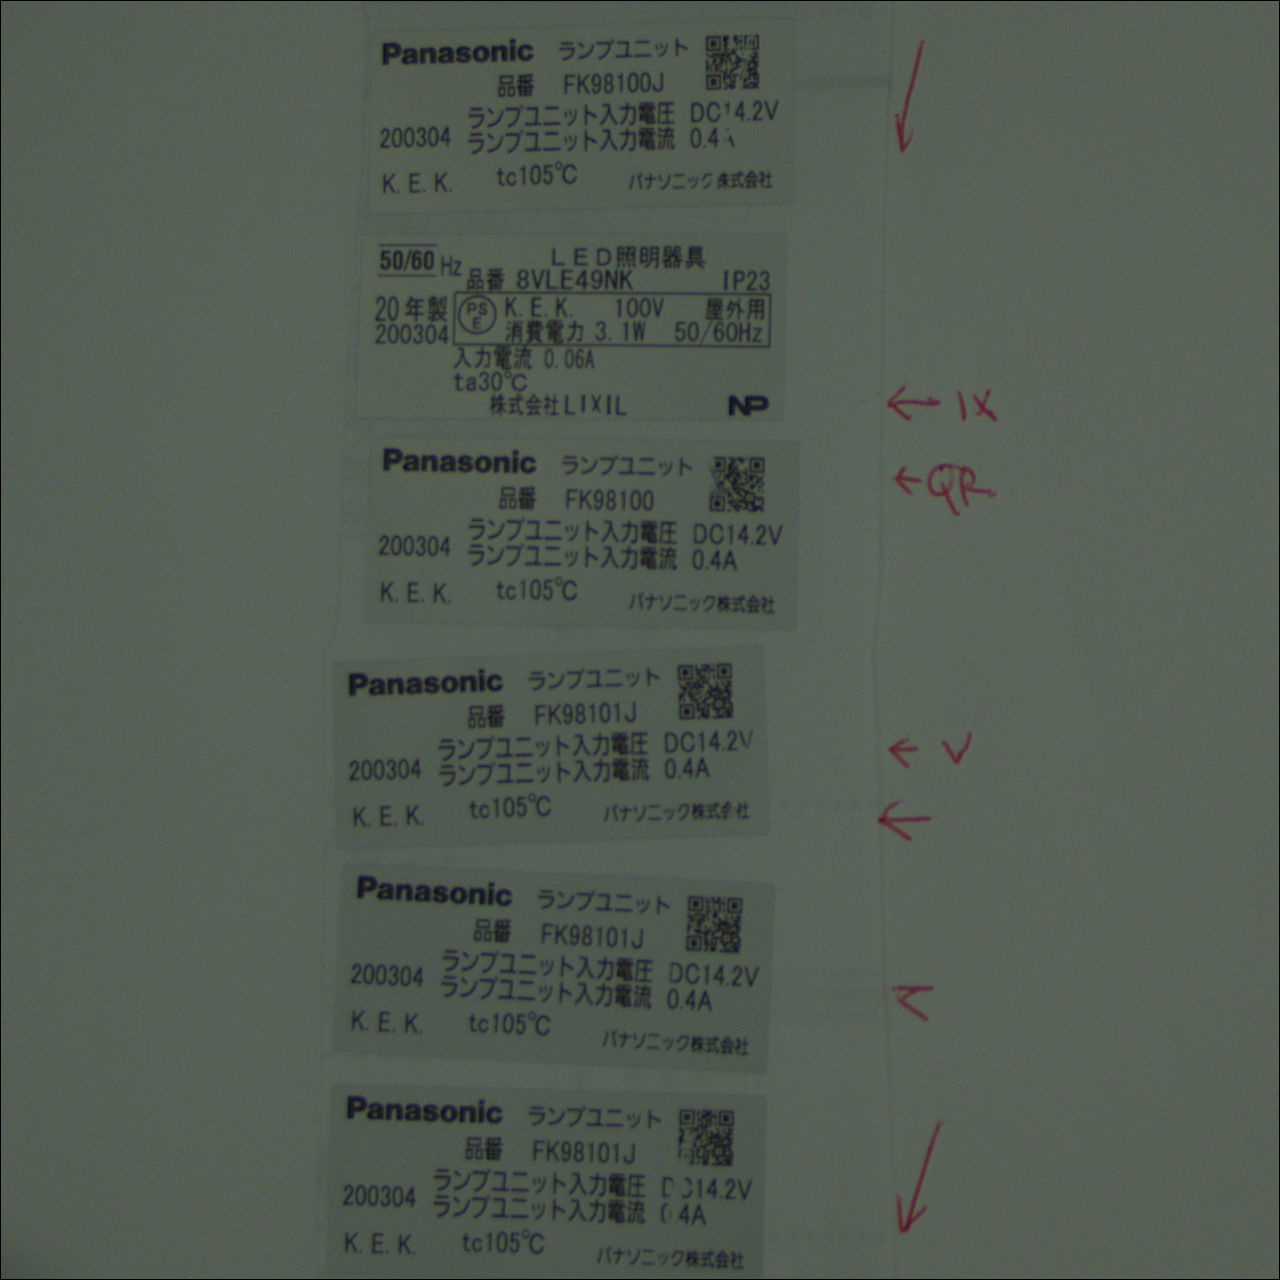 Panasonic ランプユニット
品番 FK98100J
ランプユニット入力電圧 DC14.2V
200304 ランプユニット入力電流 0.4A
K.E.K. tc105℃ パナソニック株式会社
50/60 Hz LED照明器具
品番 8VLE49NK IP23
20年製 PSE K.E.K. 100V 屋外用
200304 消費電力 3.1W 50/60Hz
入力電流 0.06A
ta30℃
株式会社LIXIL NP
← IX
Panasonic ランプユニット
← QR
品番 FK98100
ランプユニット入力電圧 DC14.2V
200304 ランプユニット入力電流 0.4A
K.E.K. tc105℃ パナソニック株式会社
Panasonic ランプユニット
品番 FK98101J
ランプユニット入力電圧 DC14.2V
← V
200304 ランプユニット入力電流 0.4A
K.E.K. tc105℃ パナソニック株式会社
Panasonic ランプユニット
品番 FK98101J
ランプユニット入力電圧 DC14.2V
200304 ランプユニット入力電流 0.4A
K.E.K. tc105℃ パナソニック株式会社
Panasonic ランプユニット
品番 FK98101J
ランプユニット入力電圧 DC14.2V
200304 ランプユニット入力電流 0.4A
K.E.K. tc105℃ パナソニック株式会社